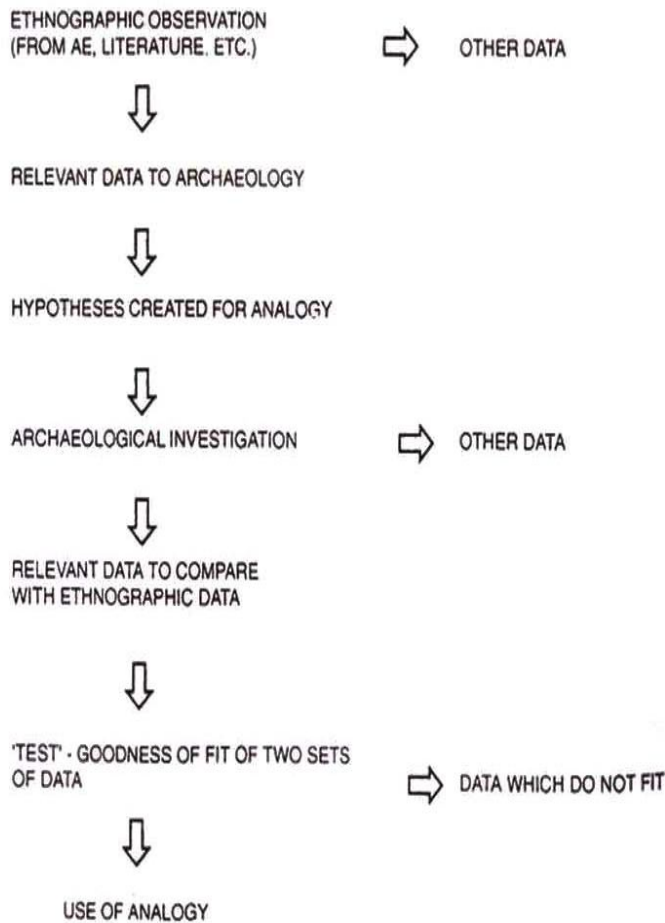 ETHNOGRAPHIC OBSERVATION
(FROM AE, LITERATURE. ETC.)
OTHER DATA
RELEVANT DATA TO ARCHAEOLOGY
HYPOTHESES CREATED FOR ANALOGY
ARCHAEOLOGICAL INVESTIGATION
OTHER DATA
RELEVANT DATA TO COMPARE
WITH ETHNOGRAPHIC DATA
'TEST' - GOODNESS OF FIT OF TWO SETS
OF DATA
DATA WHICH DO NOT FIT
USE OF ANALOGY